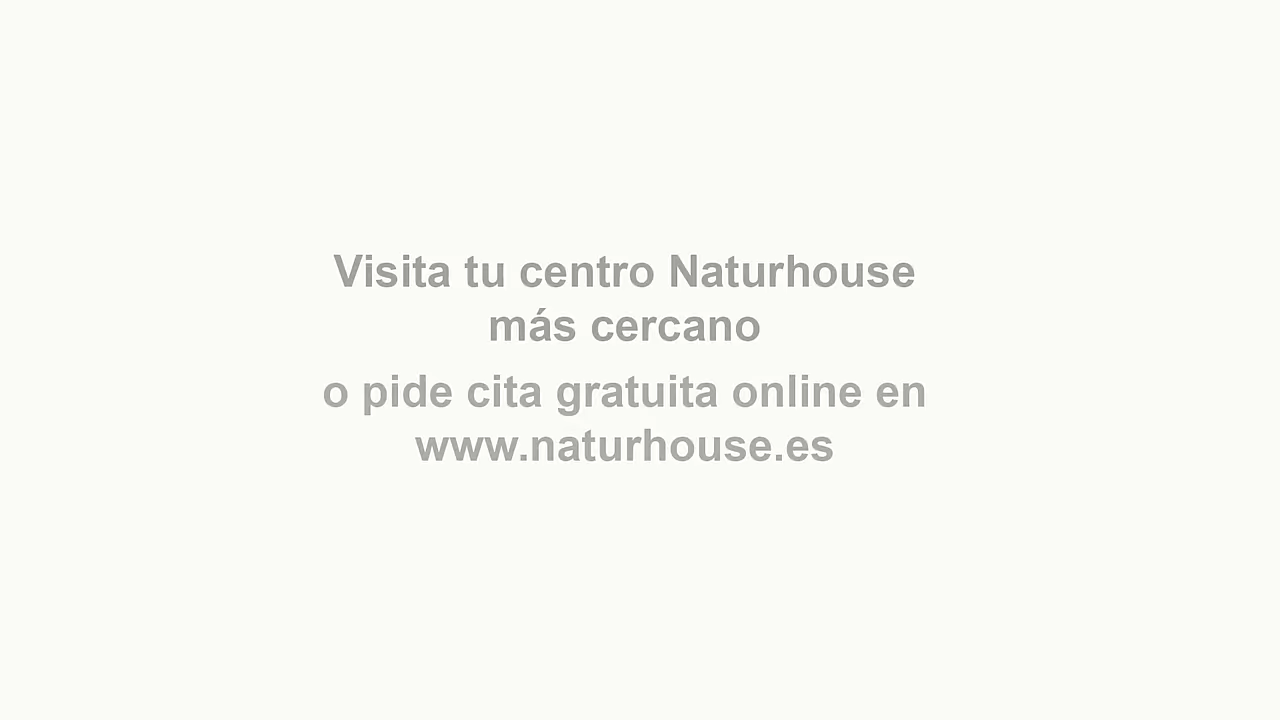 Visita tu centro Naturhouse
más cercano
o pide cita gratuita online en
www.naturhouse.es